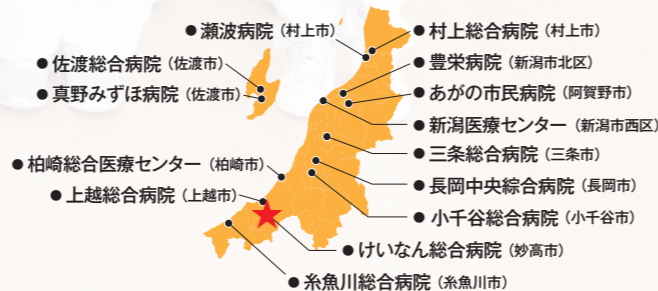 ● 瀬波病院（村上市）
● 佐渡総合病院（佐渡市）
● 真野みずほ病院（佐渡市）
● 柏崎総合医療センター（柏崎市）
● 上越総合病院（上越市）
● 村上総合病院（村上市）
● 豊栄病院（新潟市北区）
● あがの市民病院（阿賀野市）
● 新潟医療センター（新潟市西区）
● 三条総合病院（三条市）
● 長岡中央綜合病院（長岡市）
● 小千谷総合病院（小千谷市）
● けいなん総合病院（妙高市）
● 糸魚川総合病院（糸魚川市）